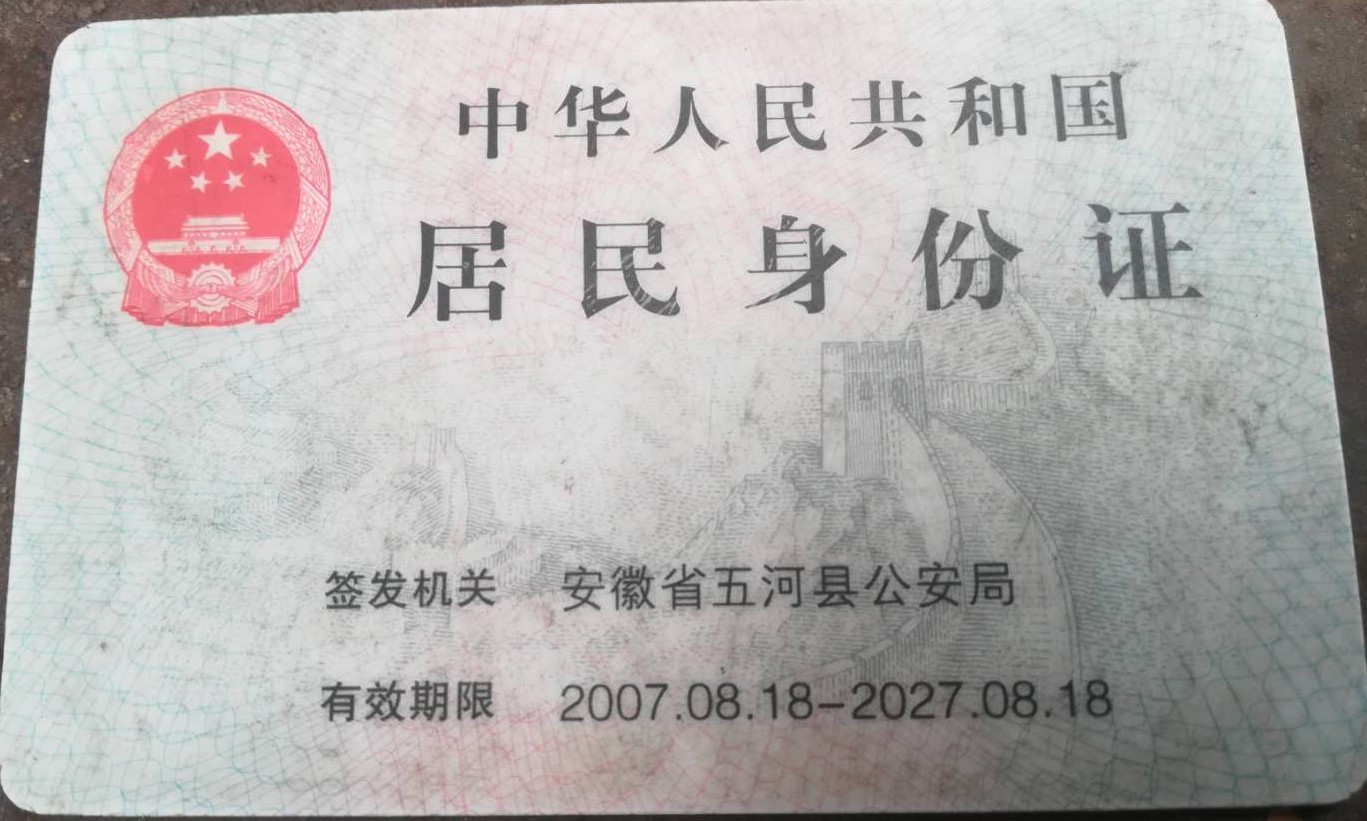 中华人民共和国
居民身份证
签发机关 安徽省五河县公安局
有效期限 2007.08.18-2027.08.18